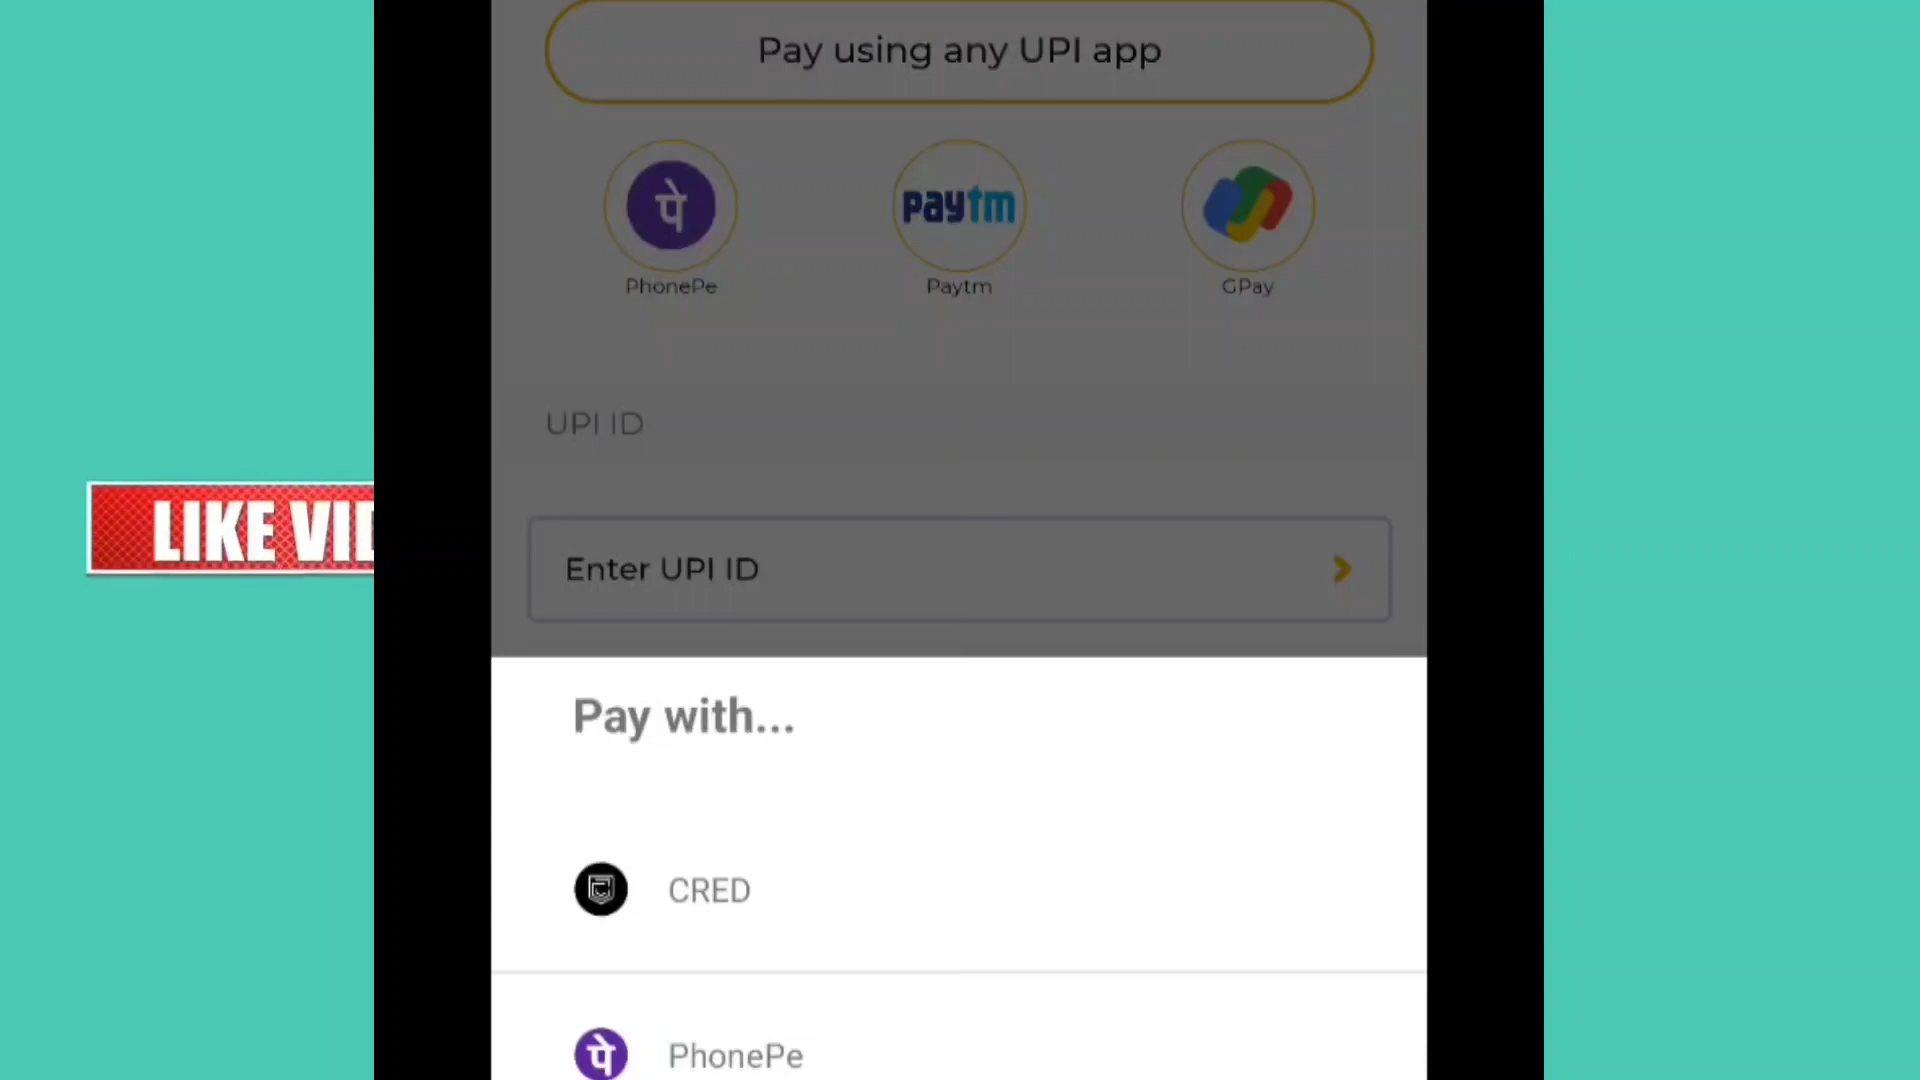 Pay using any UPI app
पे
paytm
PhonePe
Paytm
GPay
UPI ID
LIKE VID
Enter UPI ID
Pay with...
CRED
पे
PhonePe